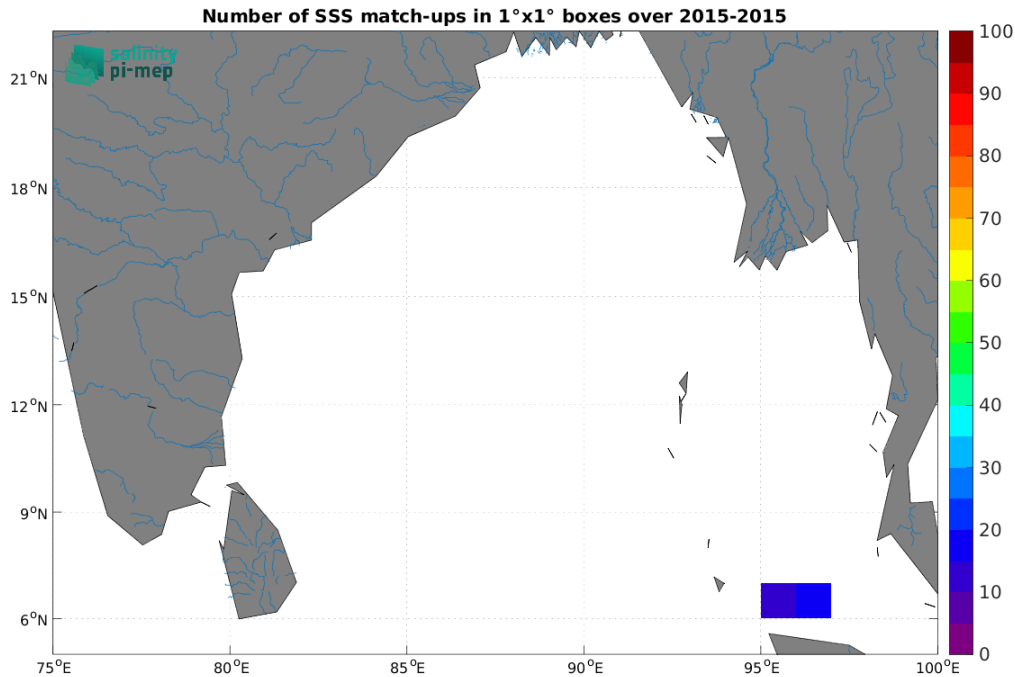 Number of SSS match-ups in 1°x1° boxes over 2015-2015
salinity
pi-mep
21°N
18°N
15°N
12°N
9°N
6°N
75°E
80°E
85°E
90°E
95°E
100°E
100
90
80
70
60
50
40
30
20
10
0